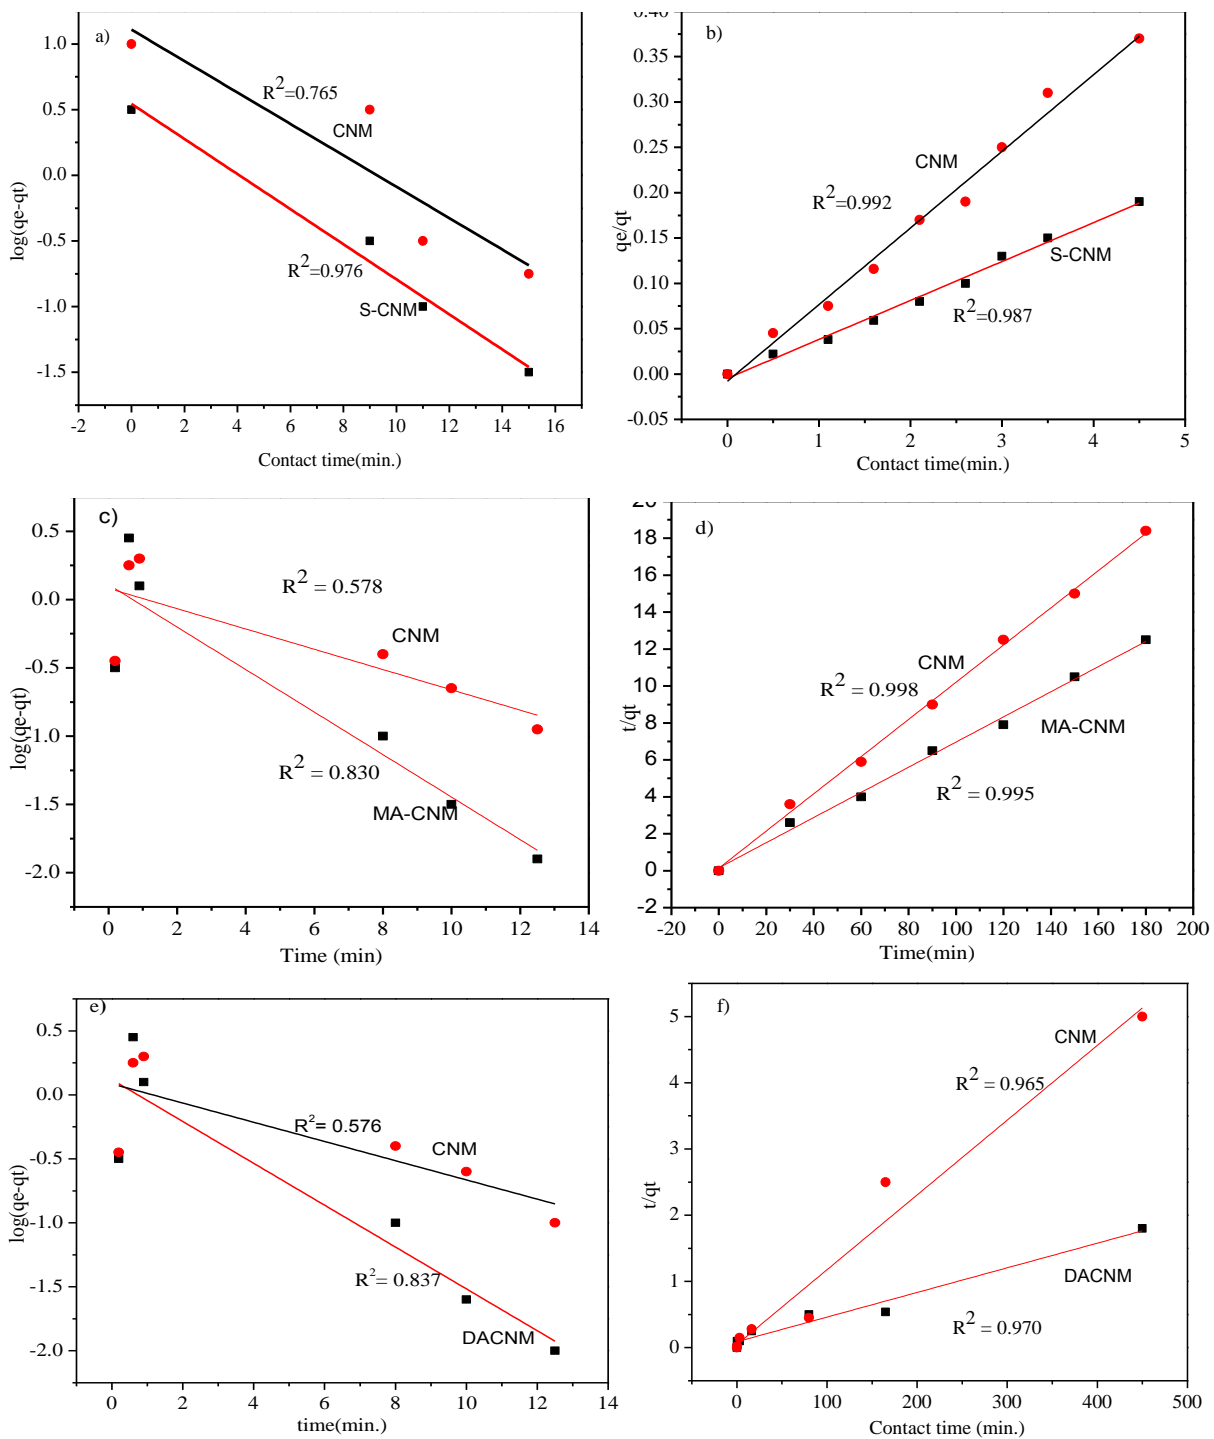 a)
1.0
0.5
0.0
-0.5
-1.0
-1.5
log(qe-qt)
R2=0.765
CNM
R2=0.976
S-CNM
-2 0 2 4 6 8 10 12 14 16
Contact time(min.)
b)
0.40
0.35
0.30
0.25
0.20
0.15
0.10
0.05
0.00
-0.05
qe/qt
CNM
R2=0.992
S-CNM
R2=0.987
0 1 2 3 4 5
Contact time(min.)
c)
0.5
0.0
-0.5
-1.0
-1.5
-2.0
log(qe-qt)
R2 = 0.578
CNM
R2 = 0.830
MA-CNM
0 2 4 6 8 10 12 14
Time (min)
d)
20
18
16
14
12
10
8
6
4
2
0
-2
t/qt
CNM
R2 = 0.998
MA-CNM
R2 = 0.995
-20 0 20 40 60 80 100 120 140 160 180 200
Time(min)
e)
0.5
0.0
-0.5
-1.0
-1.5
-2.0
log(qe-qt)
R2= 0.576
CNM
R2= 0.837
DACNM
0 2 4 6 8 10 12 14
time(min.)
f)
5
4
3
2
1
0
t/qt
CNM
R2 = 0.965
DACNM
R2 = 0.970
0 100 200 300 400 500
Contact time (min.)